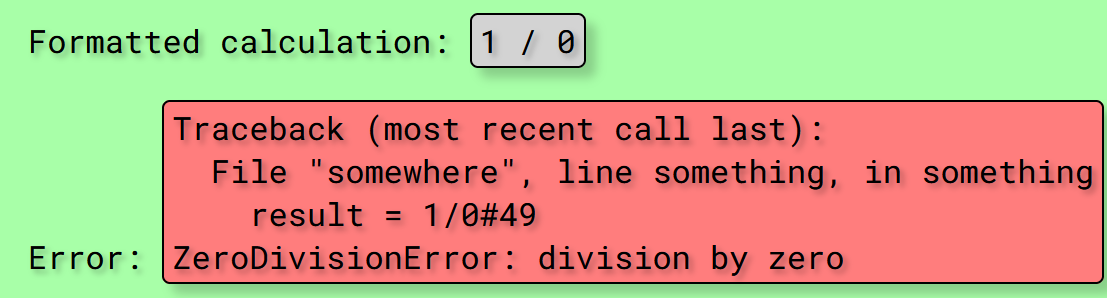 Formatted calculation: 1 / 0
Traceback (most recent call last):
  File "somewhere", line something, in something
    result = 1/0#49
Error: ZeroDivisionError: division by zero